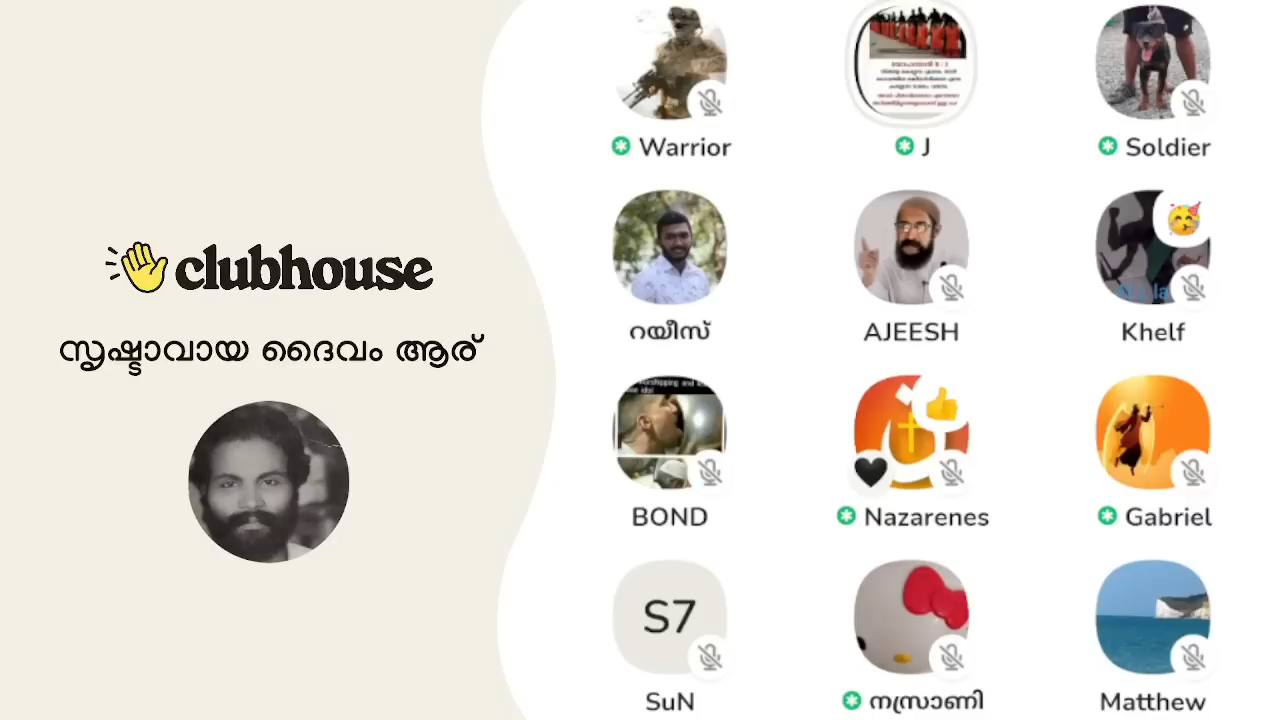 clubhouse
സൃഷ്ടാവായ ദൈവം ആര്
Warrior
J
Soldier
റയീസ്
AJEESH
Khelf
BOND
Nazarenes
Gabriel
S7
SuN
നസ്രാണി
Matthew